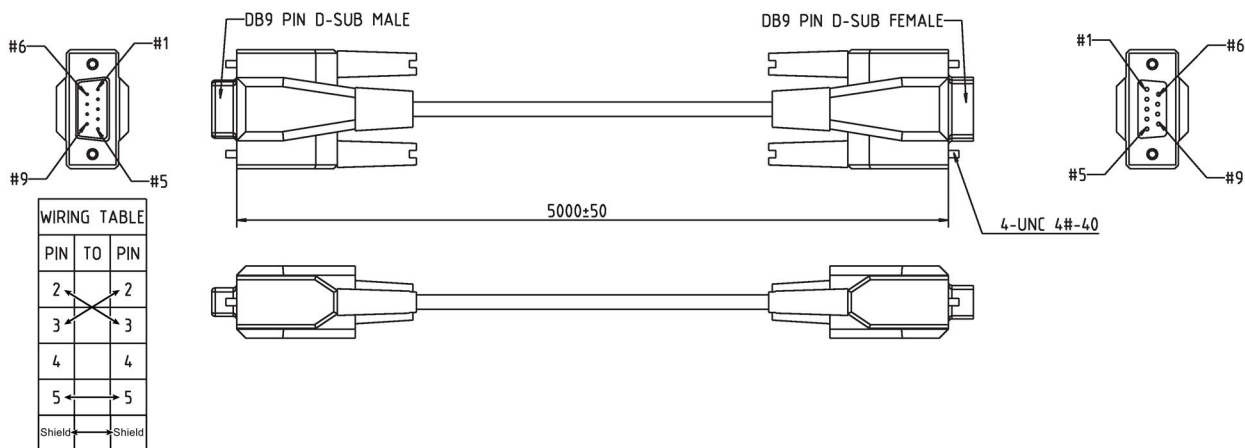 DB9 PIN D-SUB MALE
DB9 PIN D-SUB FEMALE
#6
#1
#9
#5
#1
#6
#5
#9
5000±50
4-UNC 4#-40
WIRING TABLE
PIN TO PIN
2 2
3 3
4 4
5 5
Shield Shield